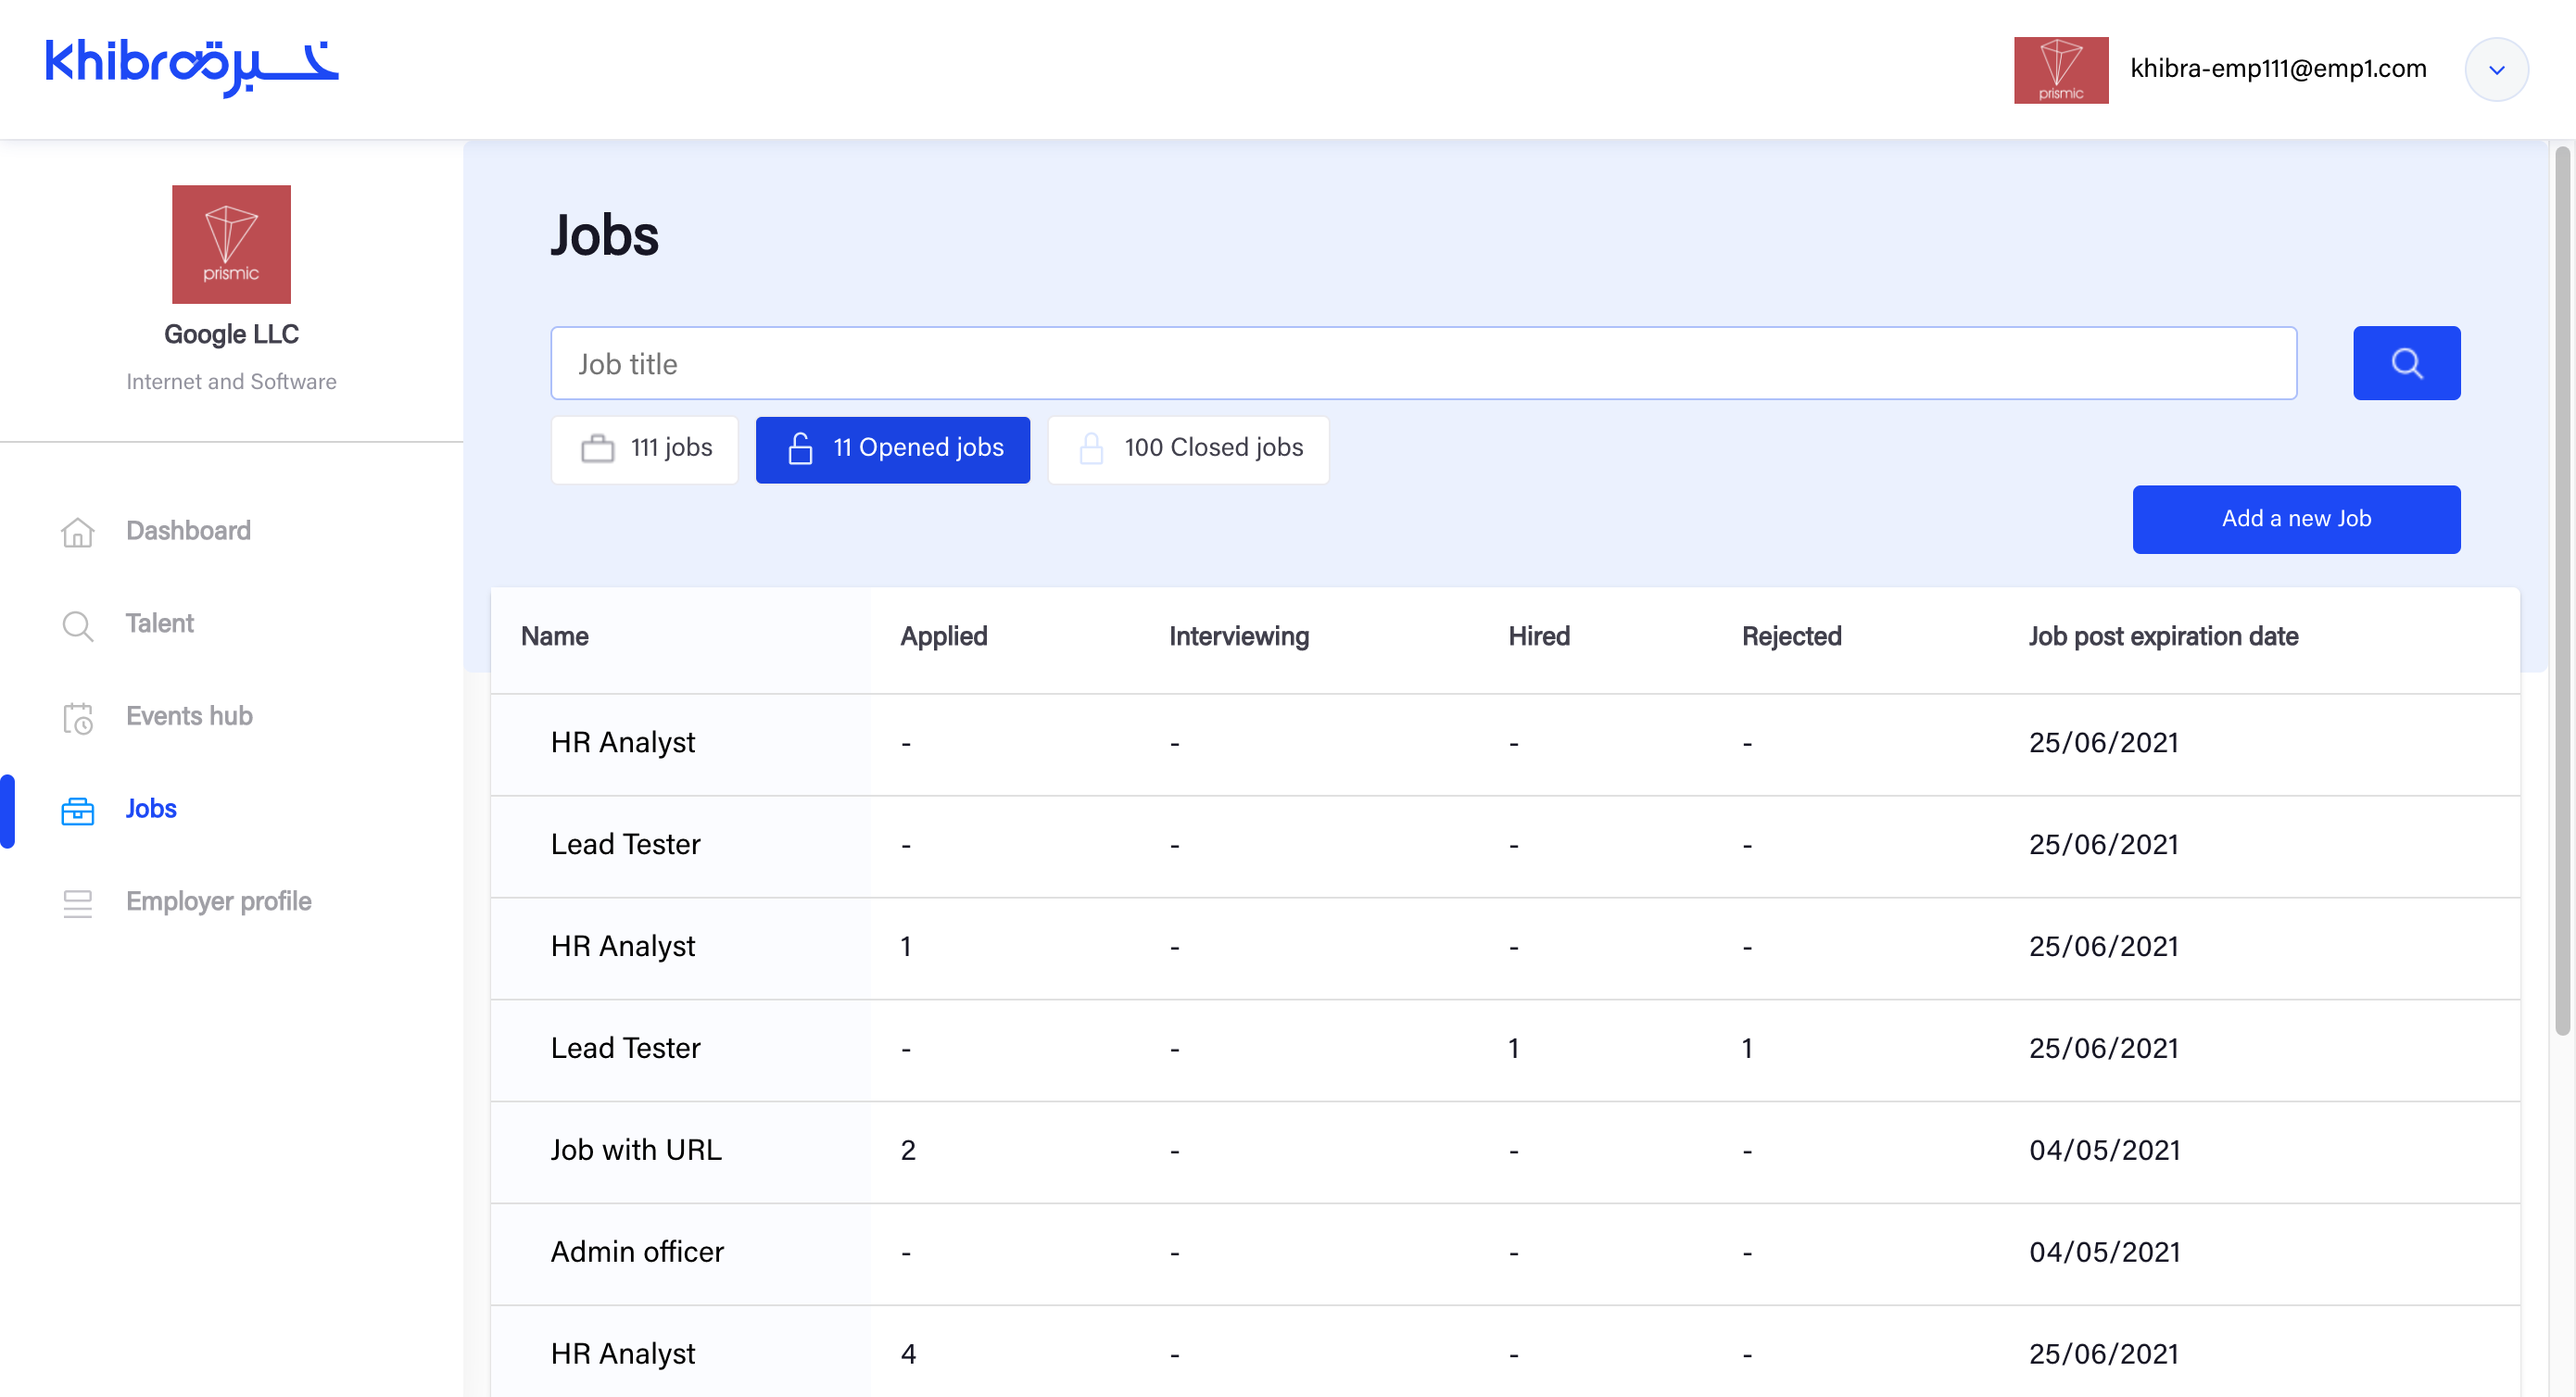 khibra خبرة
prismic
khibra-emp111@emp1.com
prismic
Google LLC
Internet and Software
Dashboard
Talent
Events hub
Jobs
Employer profile
Jobs
Job title
111 jobs
11 Opened jobs
100 Closed jobs
Add a new Job
Name Applied Interviewing Hired Rejected Job post expiration date
HR Analyst - - - - 25/06/2021
Lead Tester - - - - 25/06/2021
HR Analyst 1 - - - 25/06/2021
Lead Tester - - 1 1 25/06/2021
Job with URL 2 - - - 04/05/2021
Admin officer - - - - 04/05/2021
HR Analyst 4 - - - 25/06/2021